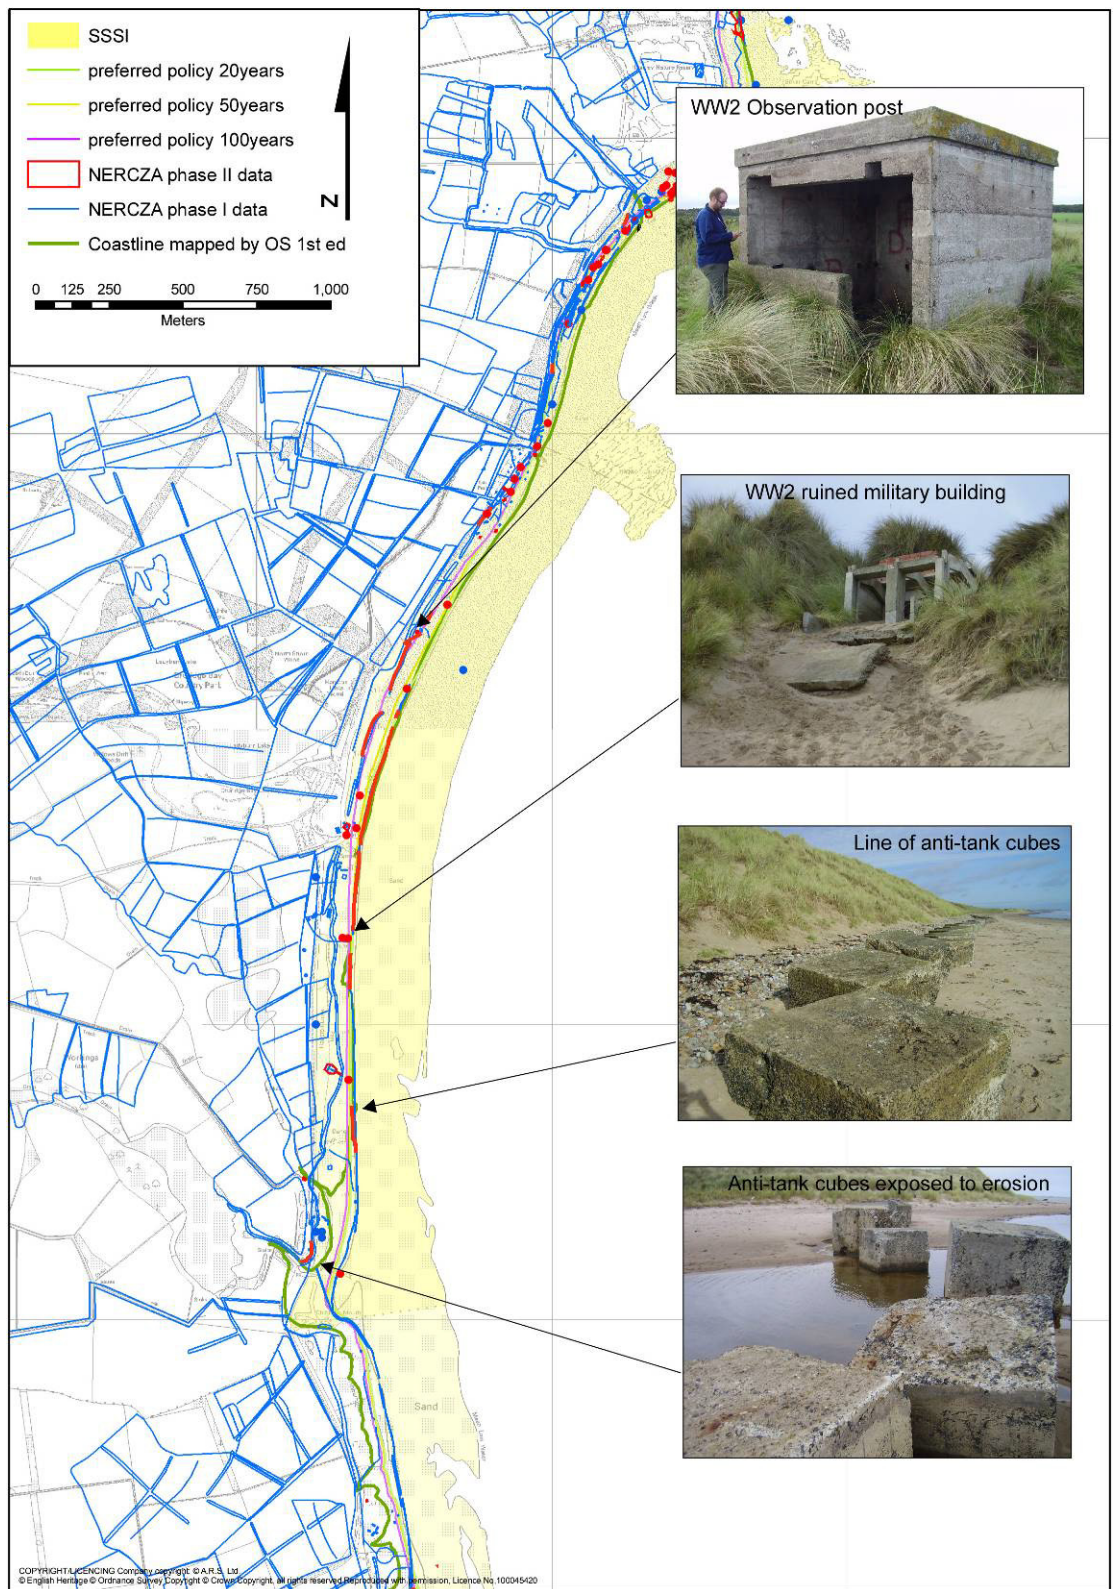 SSSI
preferred policy 20years
preferred policy 50years
preferred policy 100years
NERCZA phase II data
NERCZA phase I data
Coastline mapped by OS 1st ed
N
0 125 250 500 750 1,000
Meters
WW2 Observation post
WW2 ruined military building
Line of anti-tank cubes
Anti-tank cubes exposed to erosion
Country Park
Sand
Sand
COPYRIGHT/LICENCING Company copyright: © A.R.S. Ltd
© English Heritage © Ordnance Survey Copyright © Crown Copyright, all rights reserved Reproduced with permission, Licence No.100045420